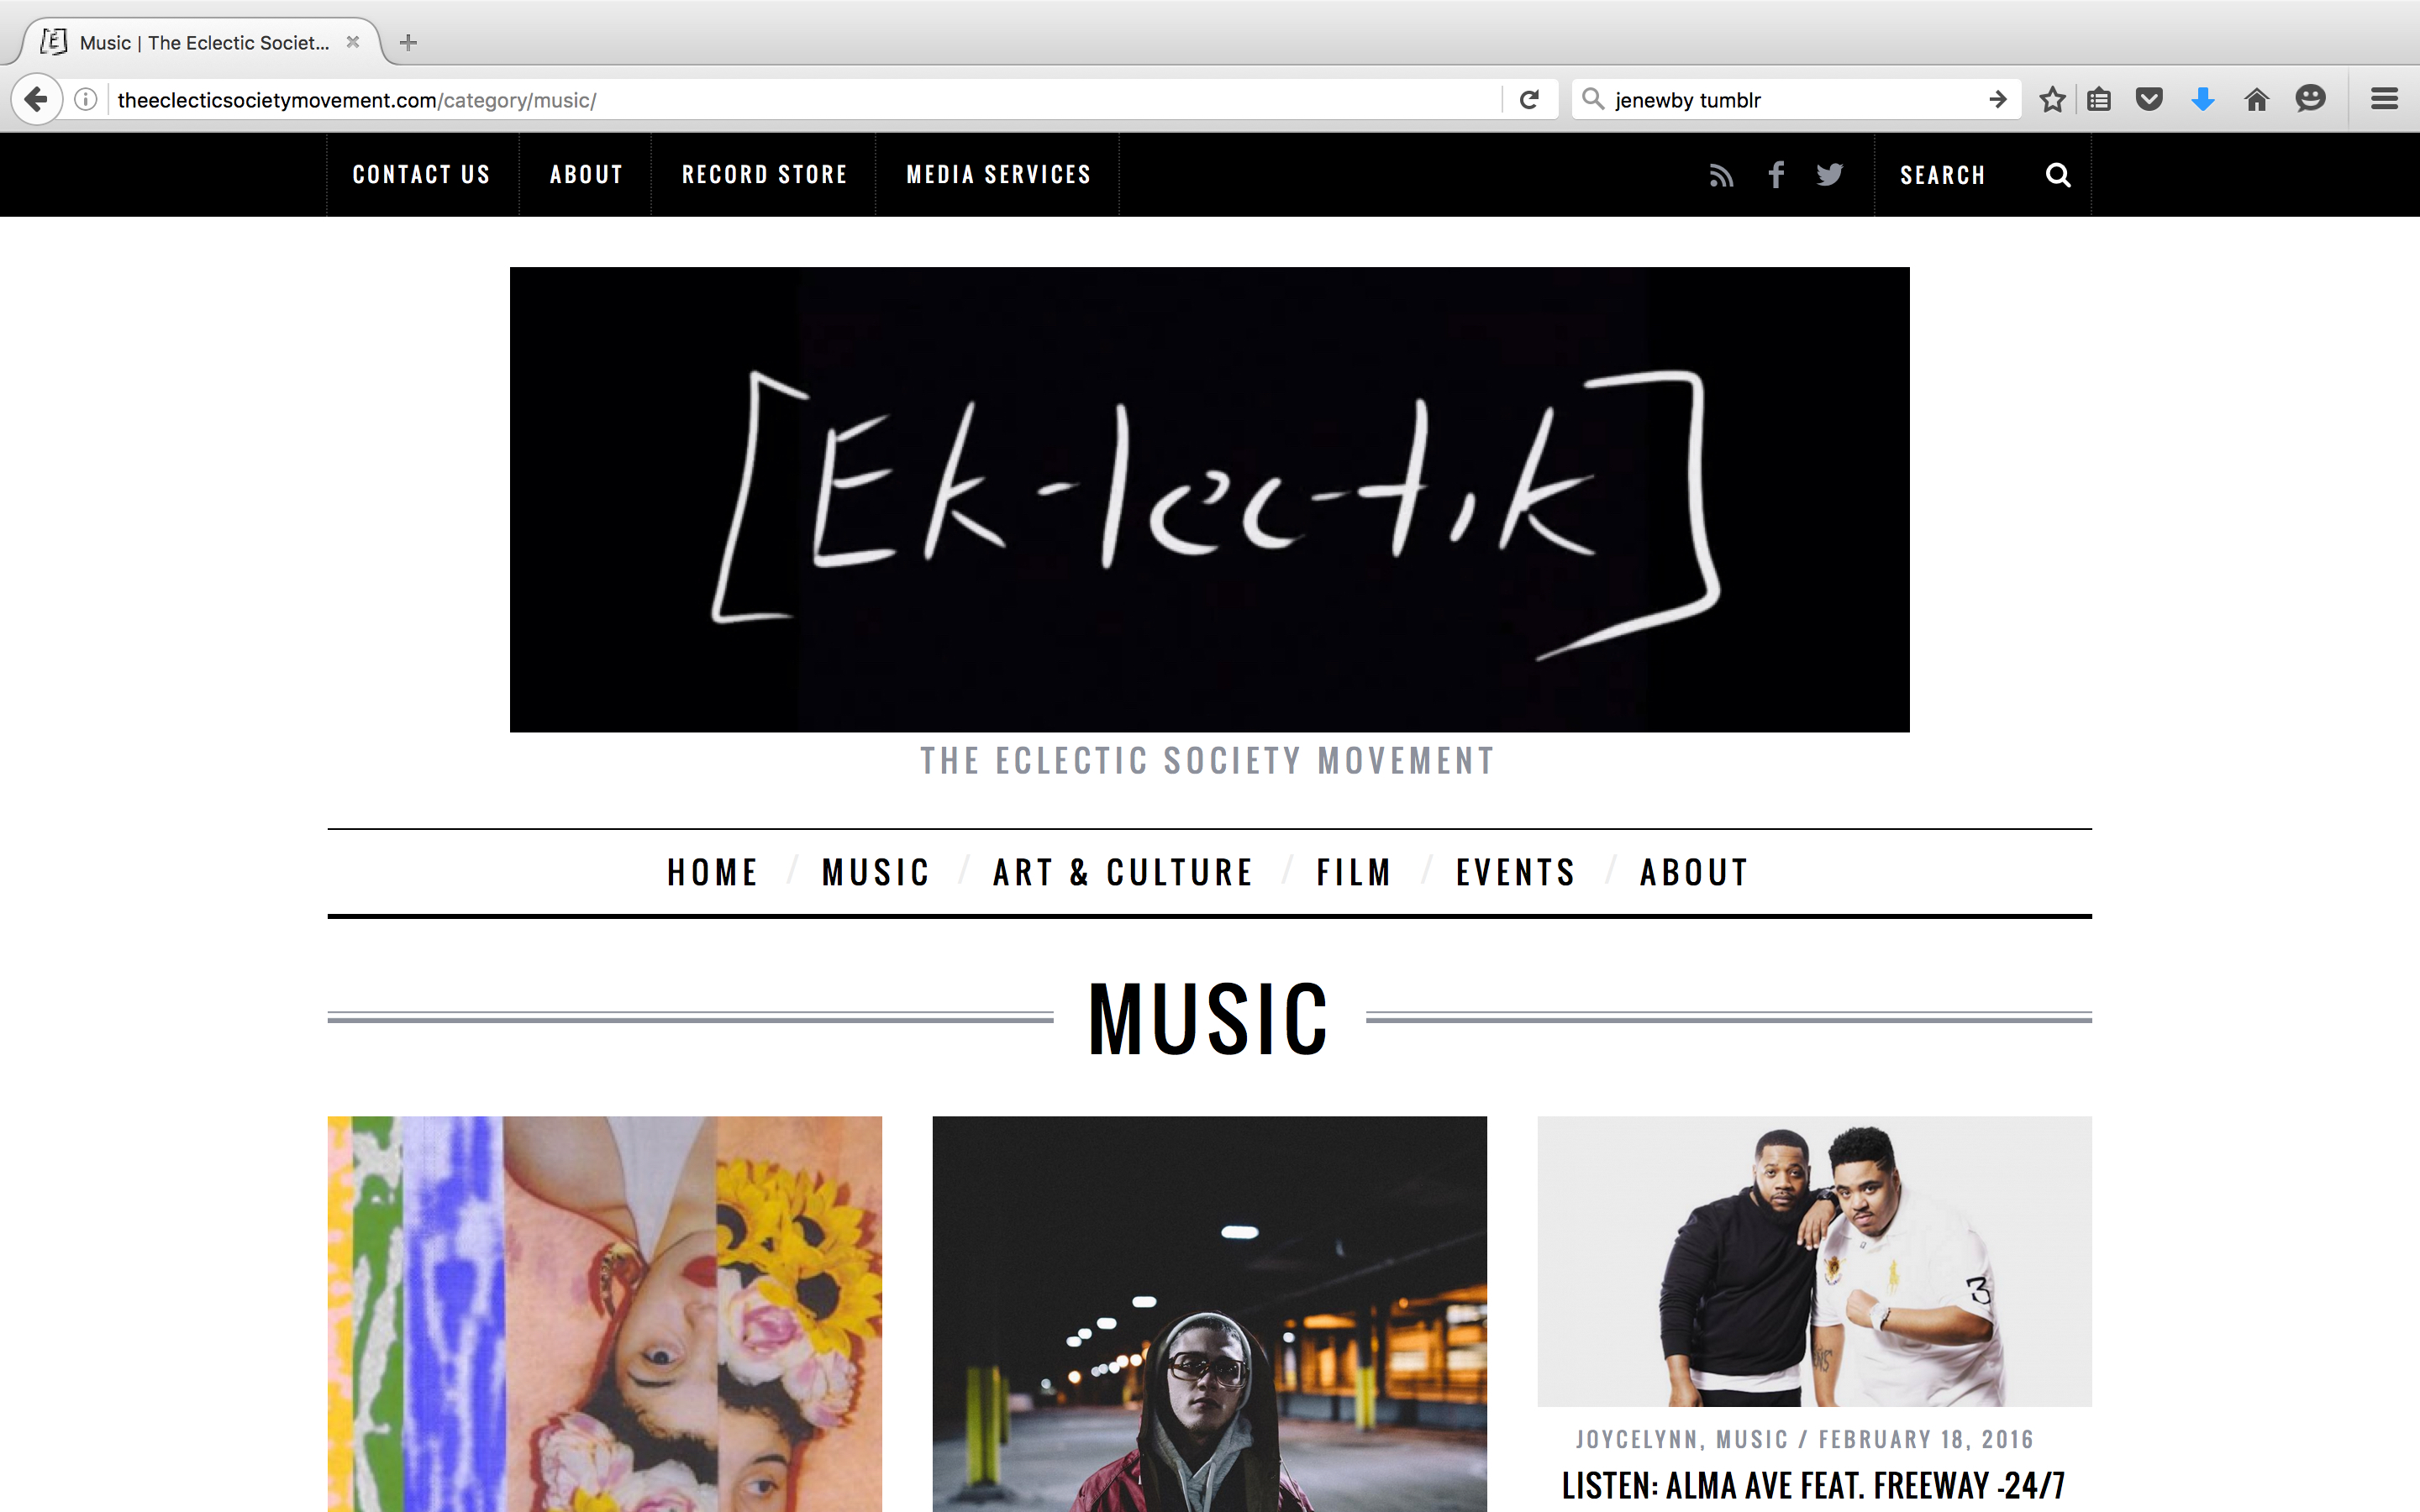 Music | The Eclectic Societ...
theeclecticsocietymovement.com/category/music/
jenewby tumblr
CONTACT US
ABOUT
RECORD STORE
MEDIA SERVICES
SEARCH
[Ek-lec-tik]
THE ECLECTIC SOCIETY MOVEMENT
HOME / MUSIC / ART & CULTURE / FILM / EVENTS / ABOUT
MUSIC
3
JOYCELYNN, MUSIC / FEBRUARY 18, 2016
LISTEN: ALMA AVE FEAT. FREEWAY -24/7